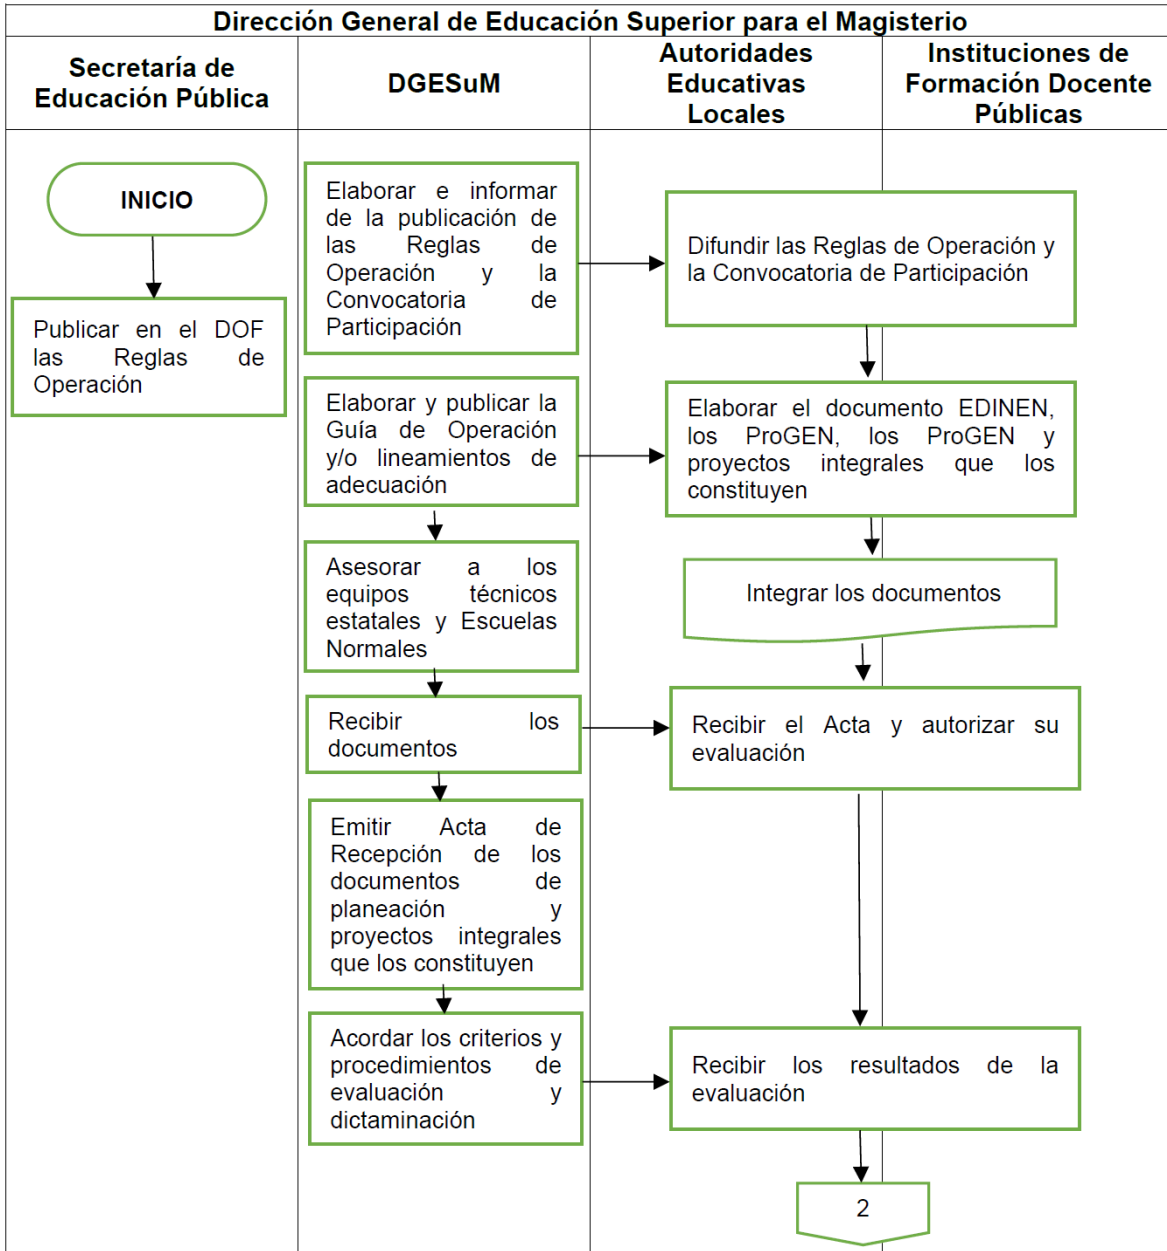 Dirección General de Educación Superior para el Magisterio
Secretaría de
Educación Pública
DGESuM
Autoridades
Educativas
Locales
Instituciones de
Formación Docente
Públicas
INICIO
Publicar en el DOF
las Reglas de
Operación
Elaborar e informar
de la publicación de
las Reglas de
Operación y la
Convocatoria de
Participación
Difundir las Reglas de Operación y
la Convocatoria de Participación
Elaborar y publicar la
Guía de Operación
y/o lineamientos de
adecuación
Elaborar el documento EDINEN,
los ProGEN, los ProGEN y
proyectos integrales que los
constituyen
Asesorar a los
equipos técnicos
estatales y Escuelas
Normales
Integrar los documentos
Recibir los
documentos
Recibir el Acta y autorizar su
evaluación
Emitir Acta de
Recepción de los
documentos de
planeación y
proyectos integrales
que los constituyen
Acordar los criterios y
procedimientos de
evaluación y
dictaminación
Recibir los resultados de la
evaluación
2